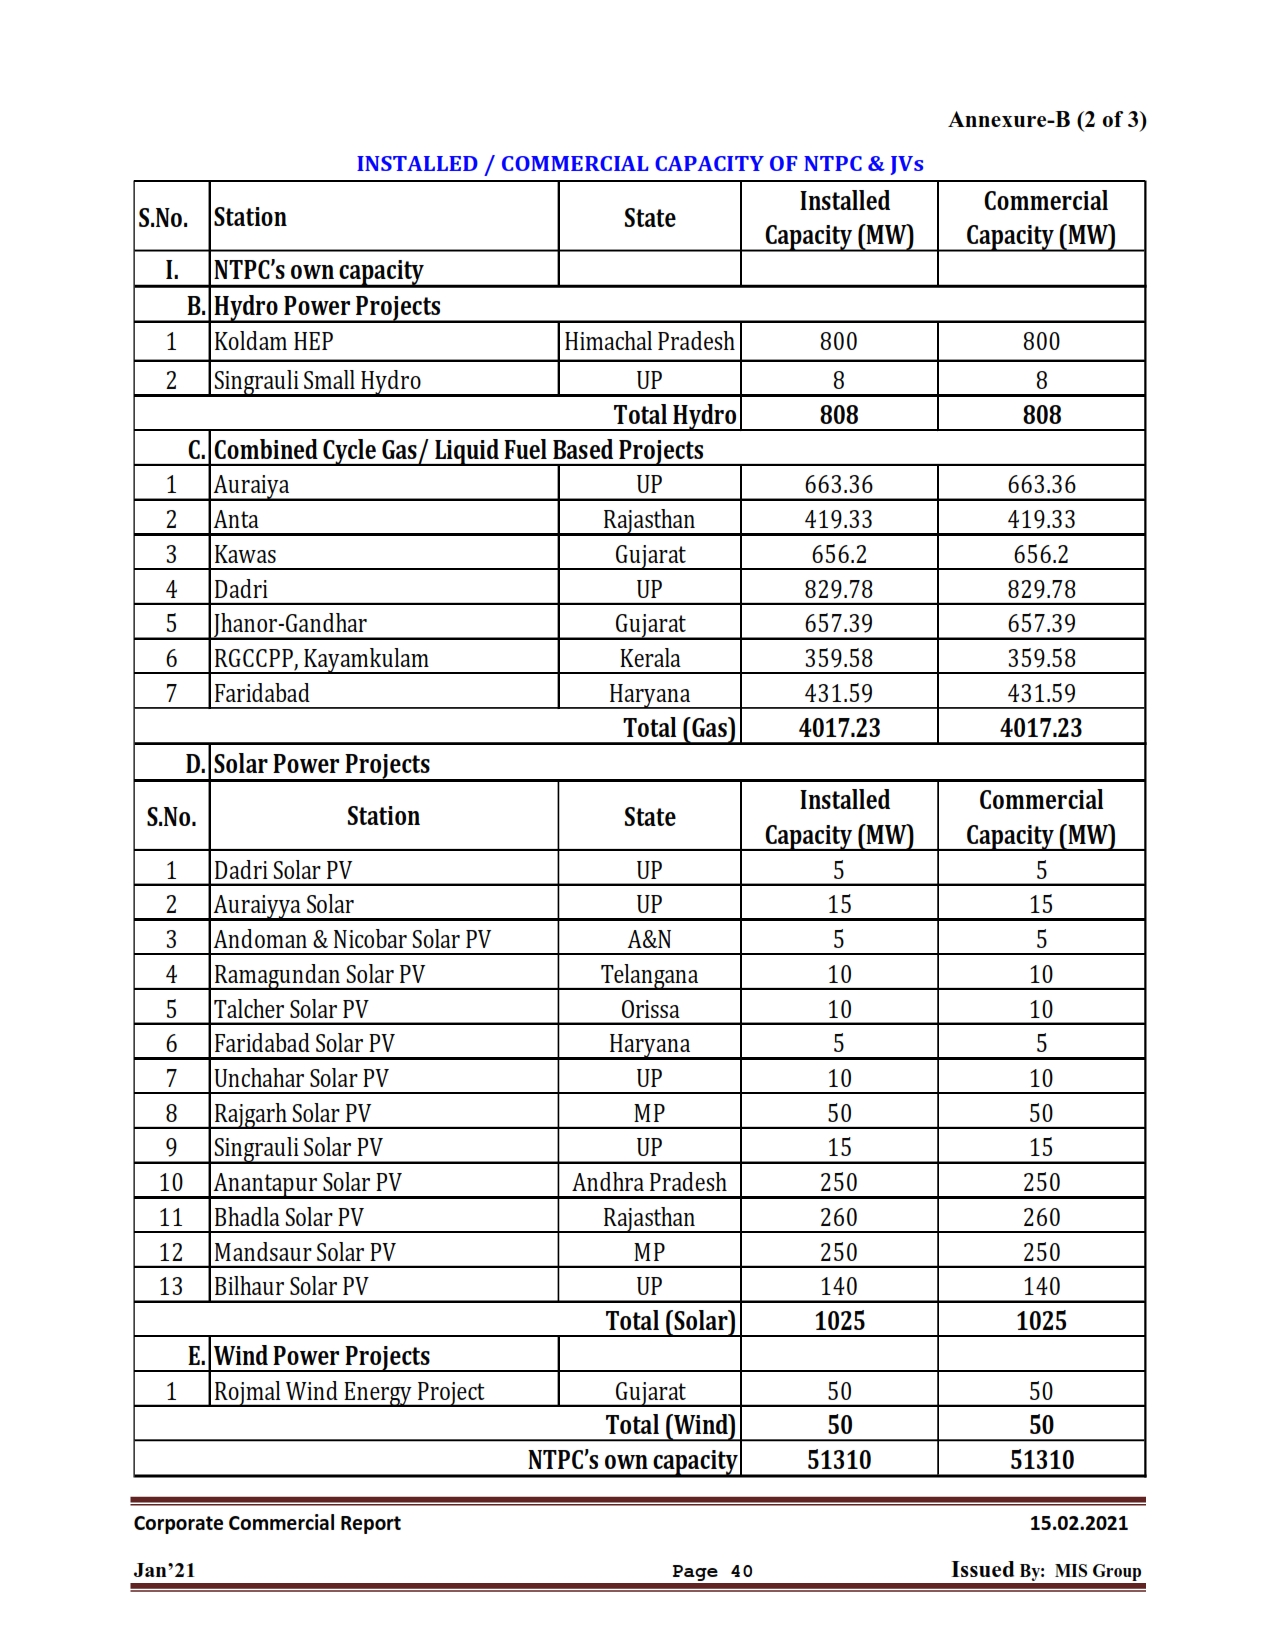 Annexure-B (2 of 3)
INSTALLED / COMMERCIAL CAPACITY OF NTPC & JVs
S.No. Station State Installed Capacity (MW) Commercial Capacity (MW)
I. NTPC’s own capacity
B. Hydro Power Projects
1 Koldam HEP Himachal Pradesh 800 800
2 Singrauli Small Hydro UP 8 8
Total Hydro 808 808
C. Combined Cycle Gas/ Liquid Fuel Based Projects
1 Auraiya UP 663.36 663.36
2 Anta Rajasthan 419.33 419.33
3 Kawas Gujarat 656.2 656.2
4 Dadri UP 829.78 829.78
5 Jhanor-Gandhar Gujarat 657.39 657.39
6 RGCCPP, Kayamkulam Kerala 359.58 359.58
7 Faridabad Haryana 431.59 431.59
Total (Gas) 4017.23 4017.23
D. Solar Power Projects
S.No. Station State Installed Capacity (MW) Commercial Capacity (MW)
1 Dadri Solar PV UP 5 5
2 Auraiyya Solar UP 15 15
3 Andoman & Nicobar Solar PV A&N 5 5
4 Ramagundan Solar PV Telangana 10 10
5 Talcher Solar PV Orissa 10 10
6 Faridabad Solar PV Haryana 5 5
7 Unchahar Solar PV UP 10 10
8 Rajgarh Solar PV MP 50 50
9 Singrauli Solar PV UP 15 15
10 Anantapur Solar PV Andhra Pradesh 250 250
11 Bhadla Solar PV Rajasthan 260 260
12 Mandsaur Solar PV MP 250 250
13 Bilhaur Solar PV UP 140 140
Total (Solar) 1025 1025
E. Wind Power Projects
1 Rojmal Wind Energy Project Gujarat 50 50
Total (Wind) 50 50
NTPC’s own capacity 51310 51310
Corporate Commercial Report 15.02.2021
Jan’21 Page 40 Issued By: MIS Group